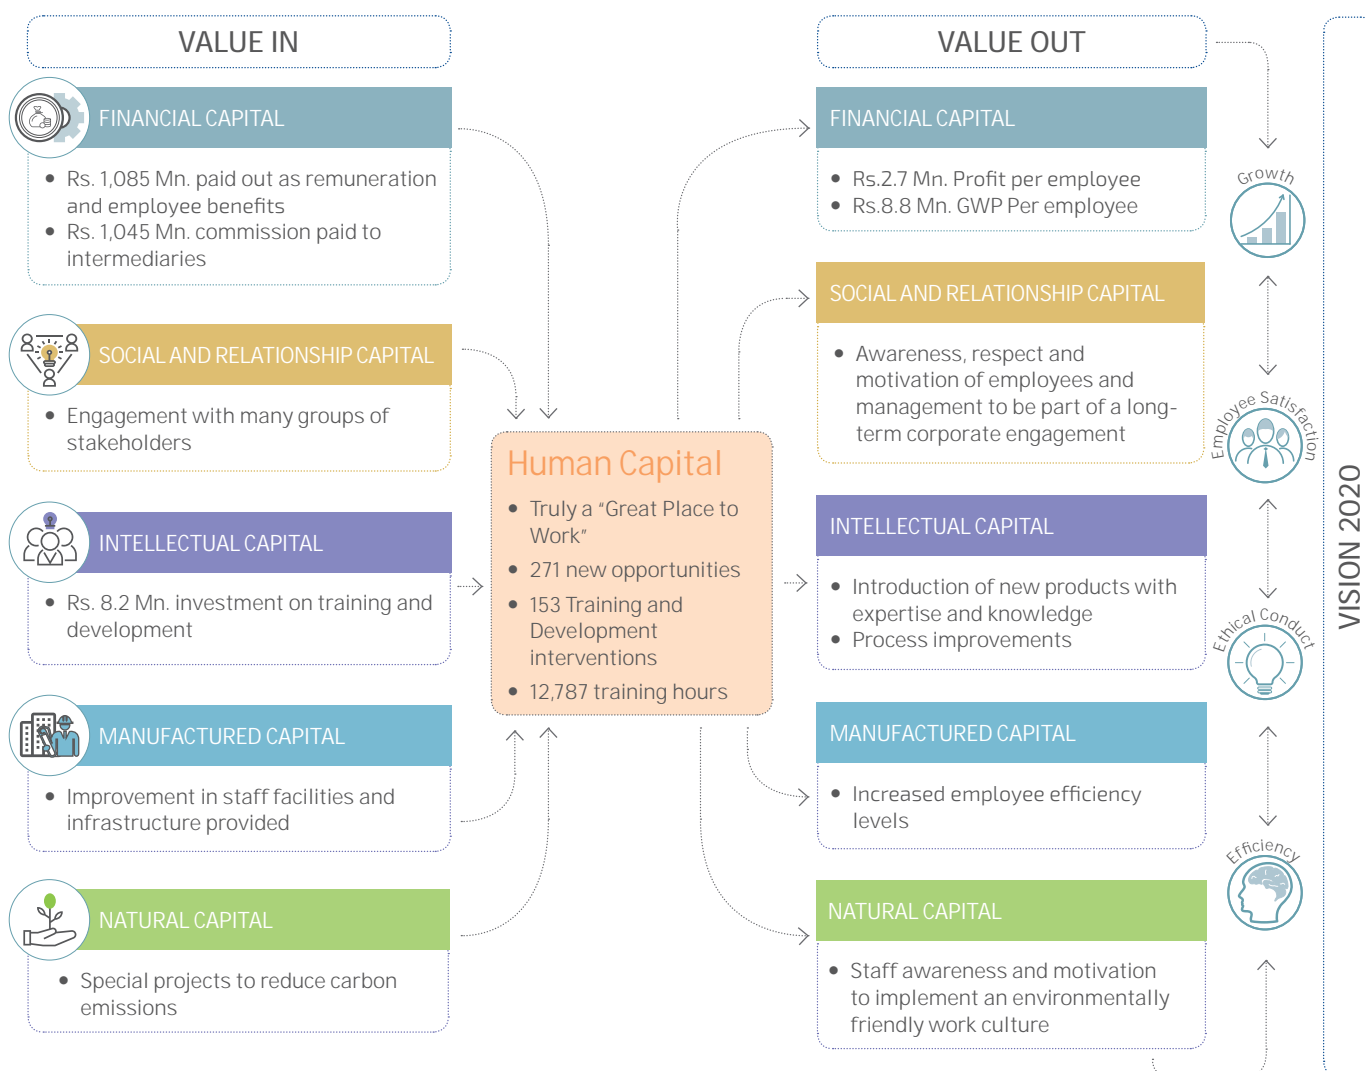 VALUE IN
FINANCIAL CAPITAL
• Rs. 1,085 Mn. paid out as remuneration
and employee benefits
• Rs. 1,045 Mn. commission paid to
intermediaries
SOCIAL AND RELATIONSHIP CAPITAL
• Engagement with many groups of
stakeholders
INTELLECTUAL CAPITAL
• Rs. 8.2 Mn. investment on training and
development
MANUFACTURED CAPITAL
• Improvement in staff facilities and
infrastructure provided
NATURAL CAPITAL
• Special projects to reduce carbon
emissions
Human Capital
• Truly a “Great Place to
Work”
• 271 new opportunities
• 153 Training and
Development
interventions
• 12,787 training hours
VALUE OUT
FINANCIAL CAPITAL
• Rs.2.7 Mn. Profit per employee
• Rs.8.8 Mn. GWP Per employee
SOCIAL AND RELATIONSHIP CAPITAL
• Awareness, respect and
motivation of employees and
management to be part of a long-
term corporate engagement
INTELLECTUAL CAPITAL
• Introduction of new products with
expertise and knowledge
• Process improvements
MANUFACTURED CAPITAL
• Increased employee efficiency
levels
NATURAL CAPITAL
• Staff awareness and motivation
to implement an environmentally
friendly work culture
Growth
Employee Satisfaction
Ethical Conduct
Efficiency
VISION 2020